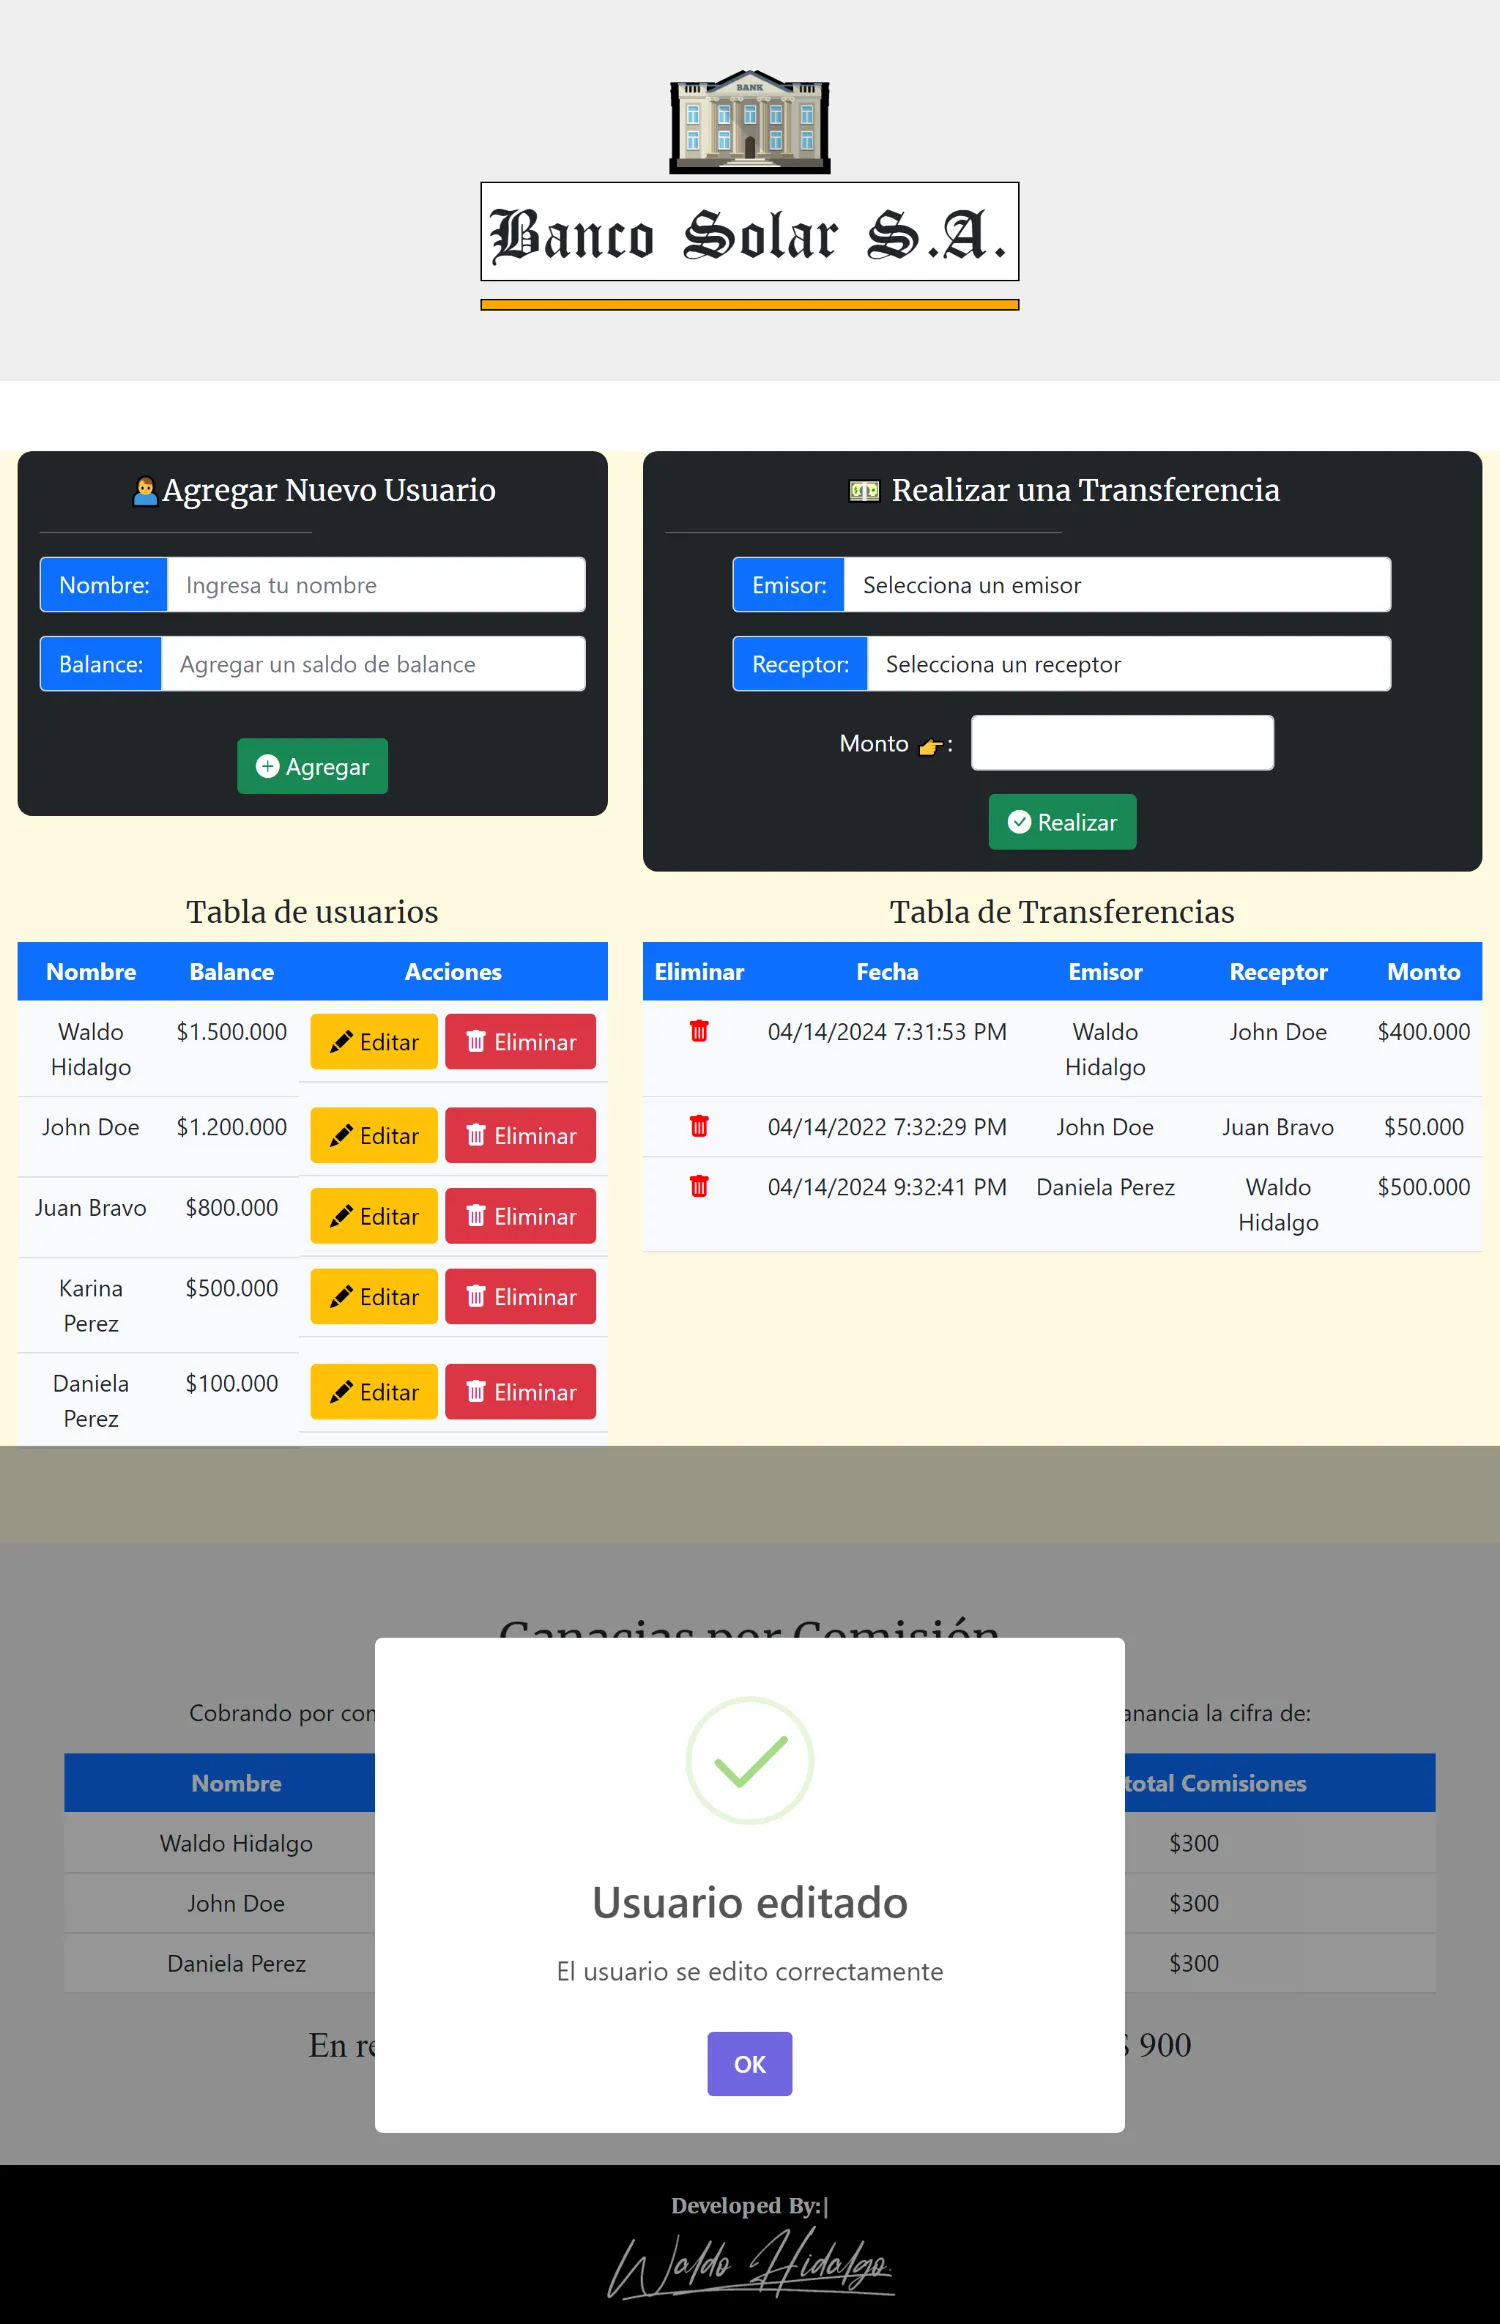 BANK
Banco Solar S.A.
Agregar Nuevo Usuario
Nombre: Ingresa tu nombre
Balance: Agregar un saldo de balance
Agregar
Realizar una Transferencia
Emisor: Selecciona un emisor
Receptor: Selecciona un receptor
Monto 👉:
Realizar
Tabla de usuarios
Nombre Balance Acciones
Waldo Hidalgo $1.500.000 Editar Eliminar
John Doe $1.200.000 Editar Eliminar
Juan Bravo $800.000 Editar Eliminar
Karina Perez $500.000 Editar Eliminar
Daniela Perez $100.000 Editar Eliminar
Tabla de Transferencias
Eliminar Fecha Emisor Receptor Monto
04/14/2024 7:31:53 PM Waldo Hidalgo John Doe $400.000
04/14/2022 7:32:29 PM John Doe Juan Bravo $50.000
04/14/2024 9:32:41 PM Daniela Perez Waldo Hidalgo $500.000
Ganacias por Comisión
Cobrando por la cifra de:
Nombre total Comisiones
Waldo Hidalgo $300
John Doe $300
Daniela Perez $300
En 900
Usuario editado
El usuario se edito correctamente
OK
Developed By:|
Waldo Hidalgo.